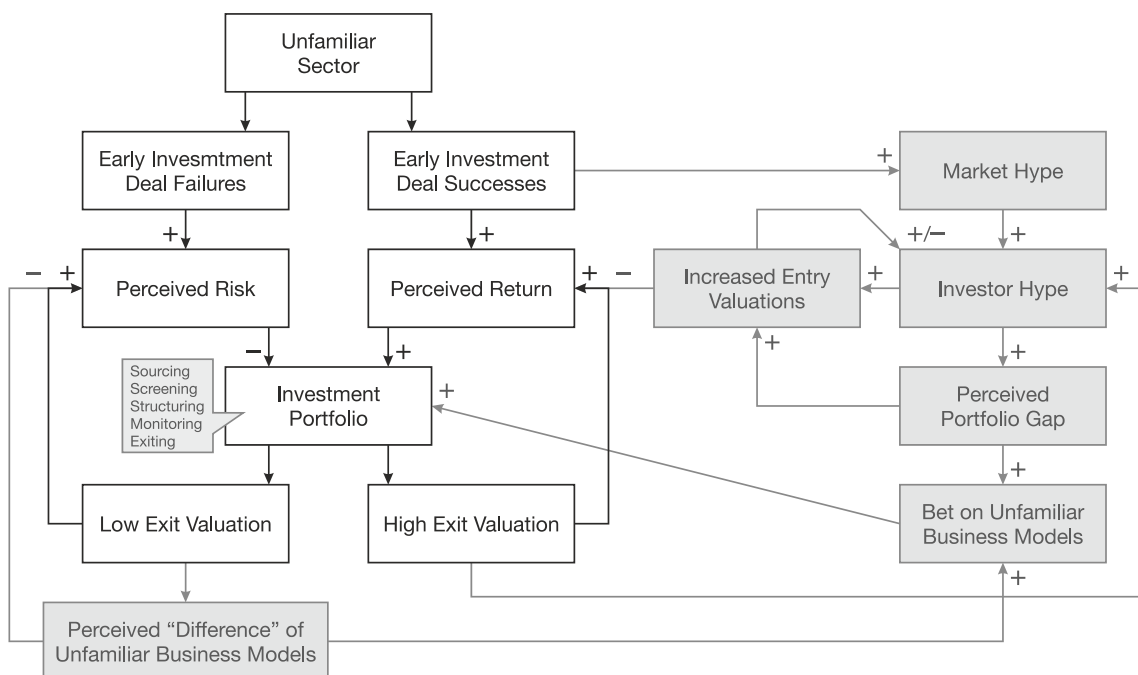 Unfamiliar
Sector
Early Invesmtment
Deal Failures
Early Investment
Deal Successes
+
Market Hype
+
+
+
+/−
− +
Perceived Risk
Perceived Return
+ −
Increased Entry
Valuations
+
Investor Hype
+
−
+
+
+
Sourcing
Screening
Structuring
Monitoring
Exiting
Investment
Portfolio
+
Perceived
Portfolio Gap
+
Low Exit Valuation
High Exit Valuation
Bet on Unfamiliar
Business Models
+
Perceived “Difference” of
Unfamiliar Business Models